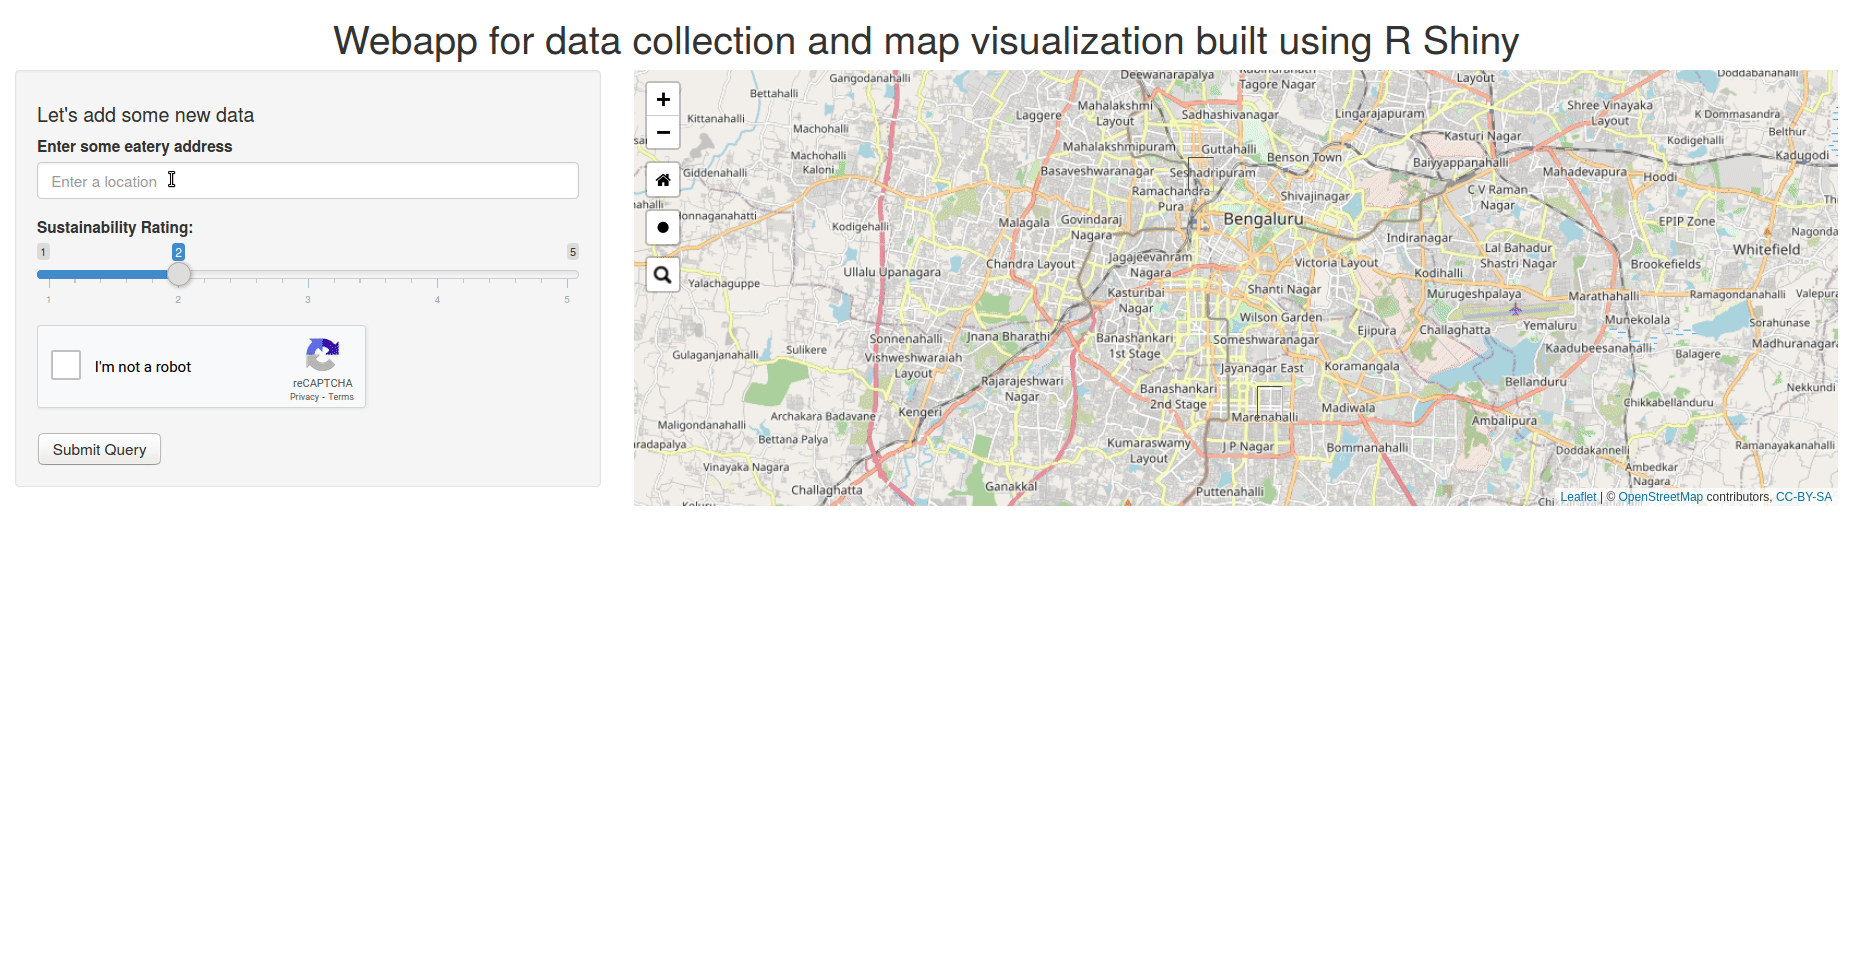 Webapp for data collection and map visualization built using R Shiny
Let's add some new data
Enter some eatery address
Enter a location
Sustainability Rating:
1 2 5
1 2 3 4 5
I'm not a robot
reCAPTCHA
Privacy - Terms
Submit Query
+
−
Gangodanahalli
Bettahalli
Kittanahalli
Machohalli
Machohalli
Kaloni
Giddenahalli
Kodigehalli
Ullalu Upanagara
Yalachaguppe
Sonnenahalli
Sulikere
Gulaganjanahalli
Vishweshwaraiah
Layout
Archakara Badavane
Kengeri
Maligondanahalli
Bettana Palya
Vinayaka Nagara
Challaghatta
Deewanarapalya
Tagore Nagar
Mahalakshmi
Layout
Laggere
Sadhashivanagar
Lingarajapuram
Layout
Doddabanahalli
Shree Vinayaka
Layout
K Dommasandra
Belthur
Kasturi Nagar
Kodigehalli
Kadugodi
Mahalakshmipuram
Guttahalli
Benson Town
Baiyyappanahalli
Basaveshwaranagar
Seshadripuram
Mahadevapura
Hoodi
Ramachandra
Pura
Shivajinagar
C V Raman
Nagar
Malagala
Govindaraj
Nagara
Bengaluru
EPIP Zone
Indiranagar
Lal Bahadur
Shastri Nagar
Whitefield
Chandra Layout
Jagajeevanram
Nagara
Victoria Layout
Kodihalli
Brookefields
Kasturibai
Nagar
Shanti Nagar
Murugeshpalaya
Marathahalli
Ramagondanahalli
Wilson Garden
Munekolala
Sorahunase
Jnana Bharathi
Banashankari
1st Stage
Someshwaranagar
Ejipura
Challaghatta
Yemaluru
Kaadubeesanahalli
Balagere
Jayanagar East
Koramangala
Rajarajeshwari
Nagar
Banashankari
2nd Stage
Bellanduru
Nekkundi
Marenahalli
Madiwala
Chikkabellanduru
Ambalipura
Kumaraswamy
Layout
J P Nagar
Bommanahalli
Doddakannelli
Ramanayakanahalli
Ambedkar
Nagara
Ganakkal
Puttenahalli
Leaflet | © OpenStreetMap contributors, CC-BY-SA